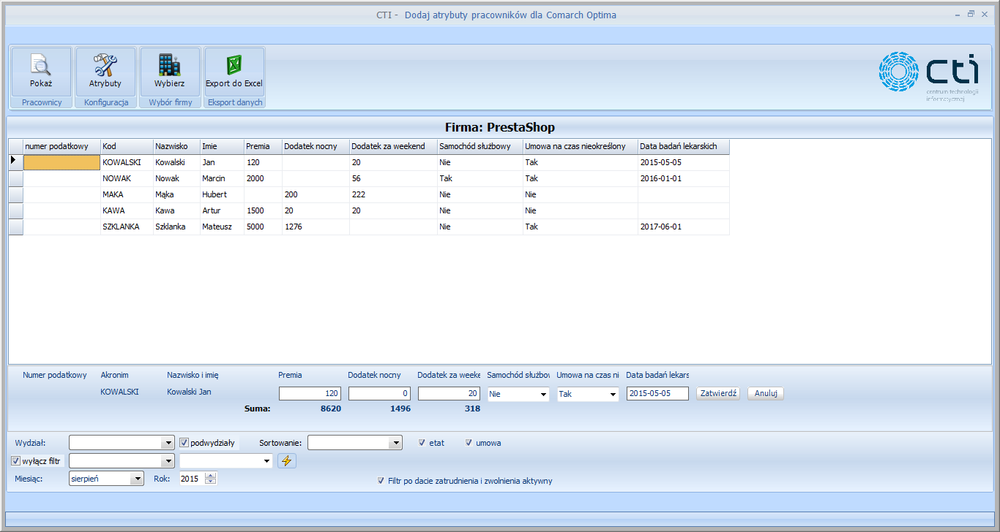 CTI -  Dodaj atrybuty pracowników dla Comarch Optima
Pokaż Atrybuty Wybierz Export do Excel
Pracownicy Konfiguracja Wybór firmy Eksport danych
cti
centrum technologii
informatycznej
Firma: PrestaShop
numer podatkowy Kod Nazwisko Imie Premia Dodatek nocny Dodatek za weekend Samochód służbowy Umowa na czas nieokreślony Data badań lekarskich
KOWALSKI Kowalski Jan 120 20 Nie Tak 2015-05-05
NOWAK Nowak Marcin 2000 56 Tak Tak 2016-01-01
MAKA Mąka Hubert 200 222 Nie Nie
KAWA Kawa Artur 1500 20 20 Nie Nie
SZKLANKA Szklanka Mateusz 5000 1276 Nie Tak 2017-06-01
Numer podatkowy Akronim Nazwisko i imię Premia Dodatek nocny Dodatek za weeke Samochód służbov Umowa na czas ni Data badań lekars
KOWALSKI Kowalski Jan 120 0 20 Nie Tak 2015-05-05 Zatwierdź Anuluj
Suma: 8620 1496 318
Wydział: podwydziały Sortowanie: etat umowa
wyłącz filtr
Miesiąc: sierpień Rok: 2015 Filtr po dacie zatrudnienia i zwolnienia aktywny